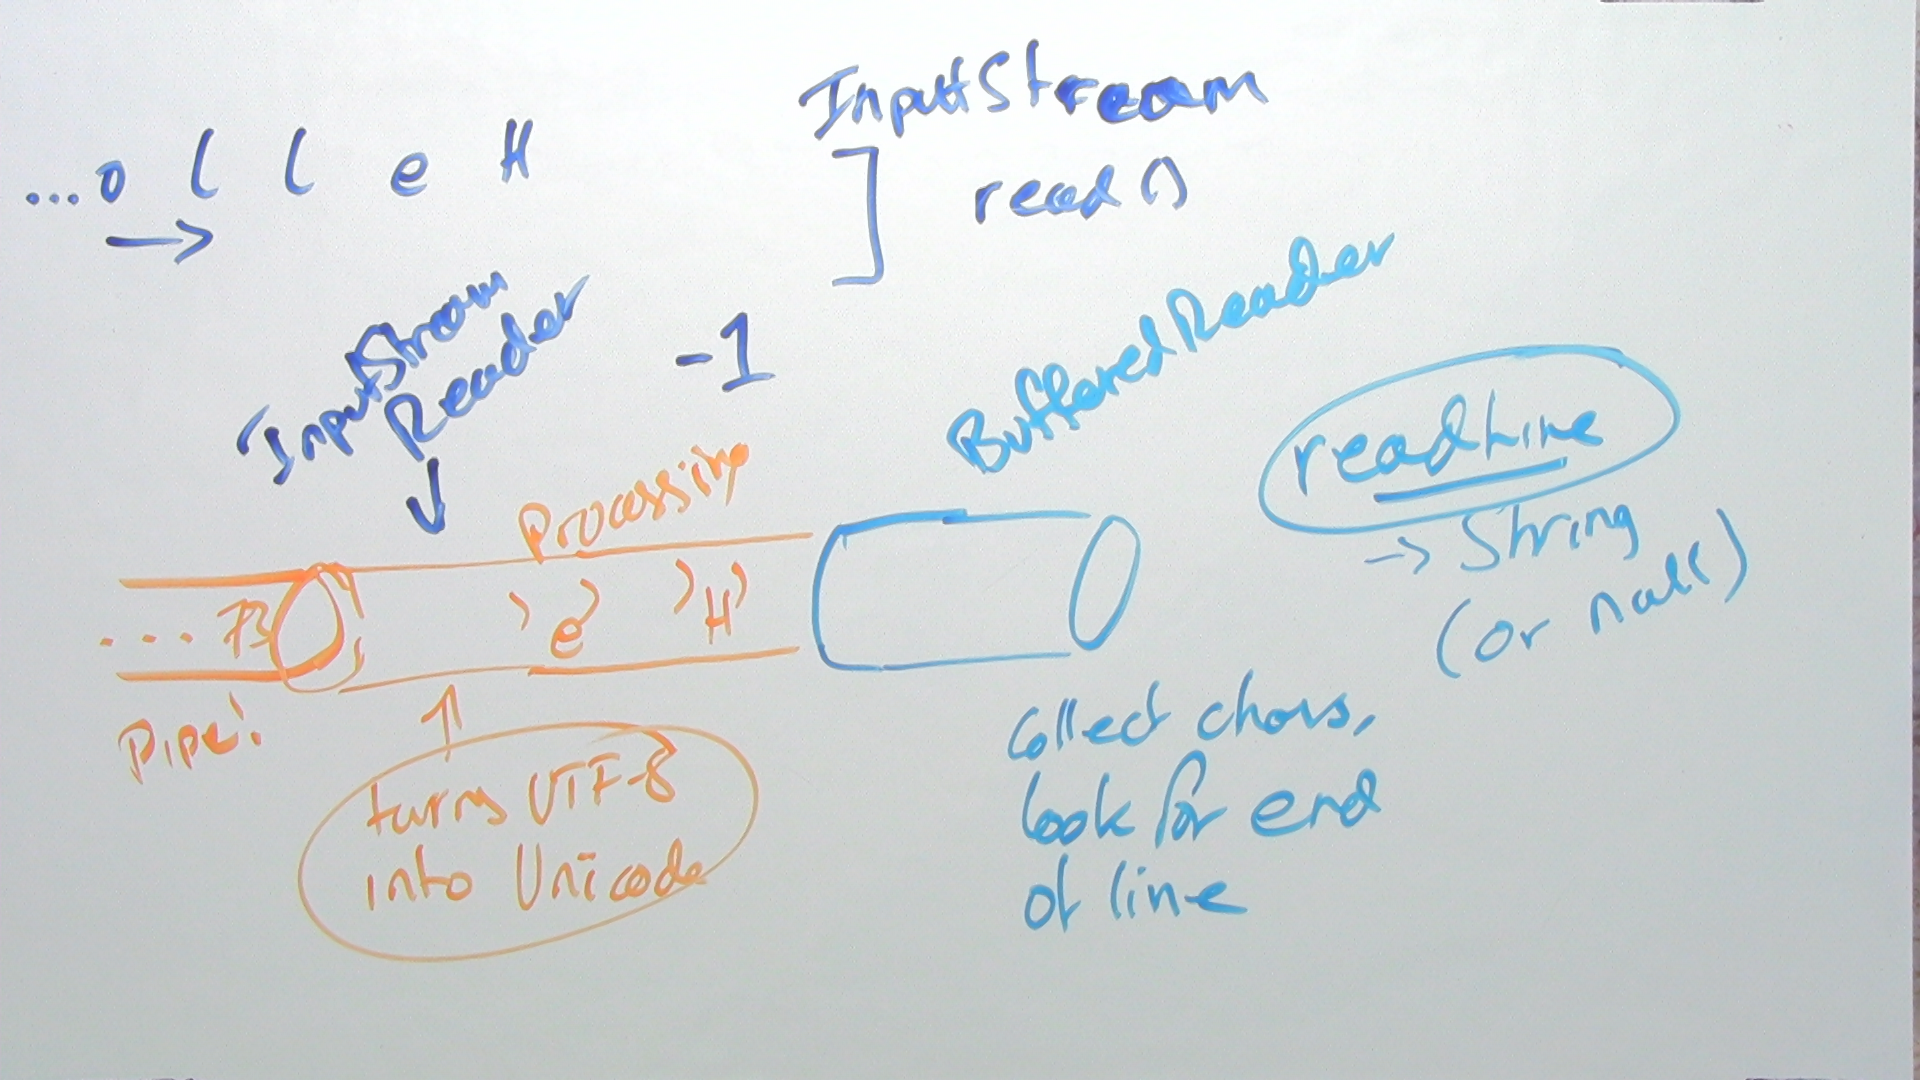 InputStream
...o l l e H
read()
InputStream
Reader
-1
BufferedReader
readLine
Processing
-> String
(or null)
... 73
'e' 'H'
Pipe!
turns UTF-8
into Unicode
collect chars,
look for end
of line